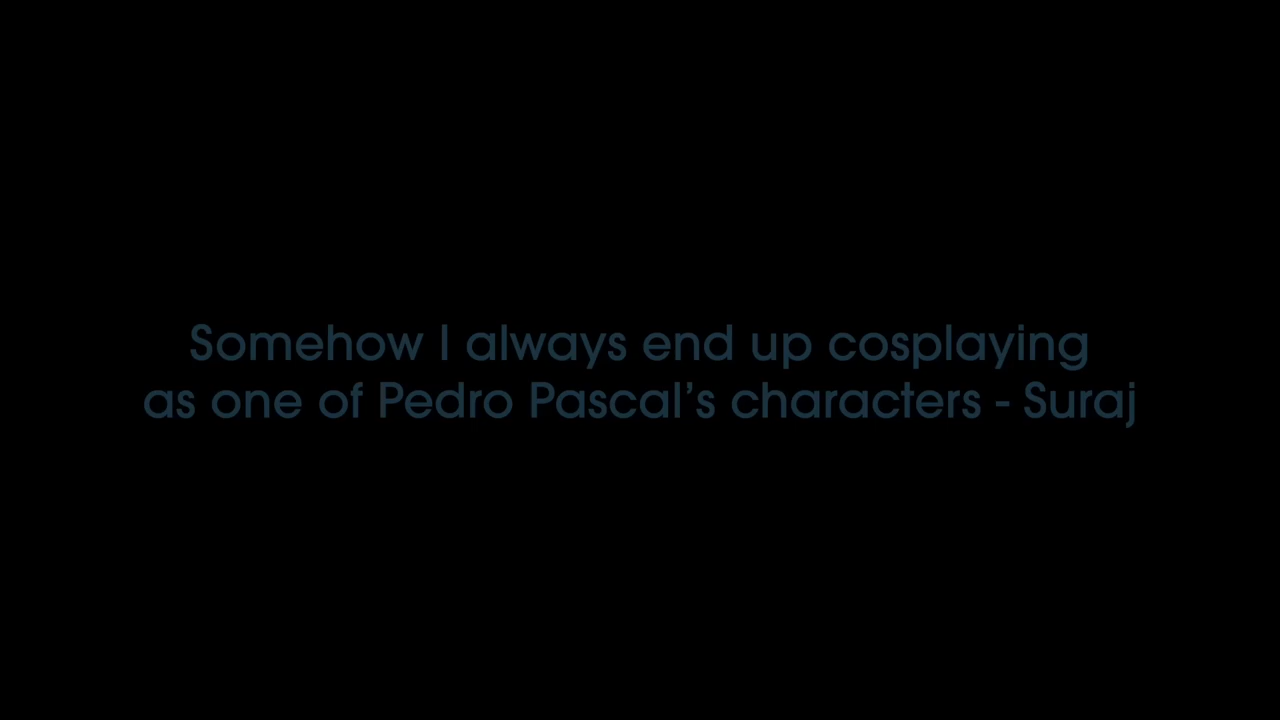 Somehow I always end up cosplaying
as one of Pedro Pascal’s characters - Suraj